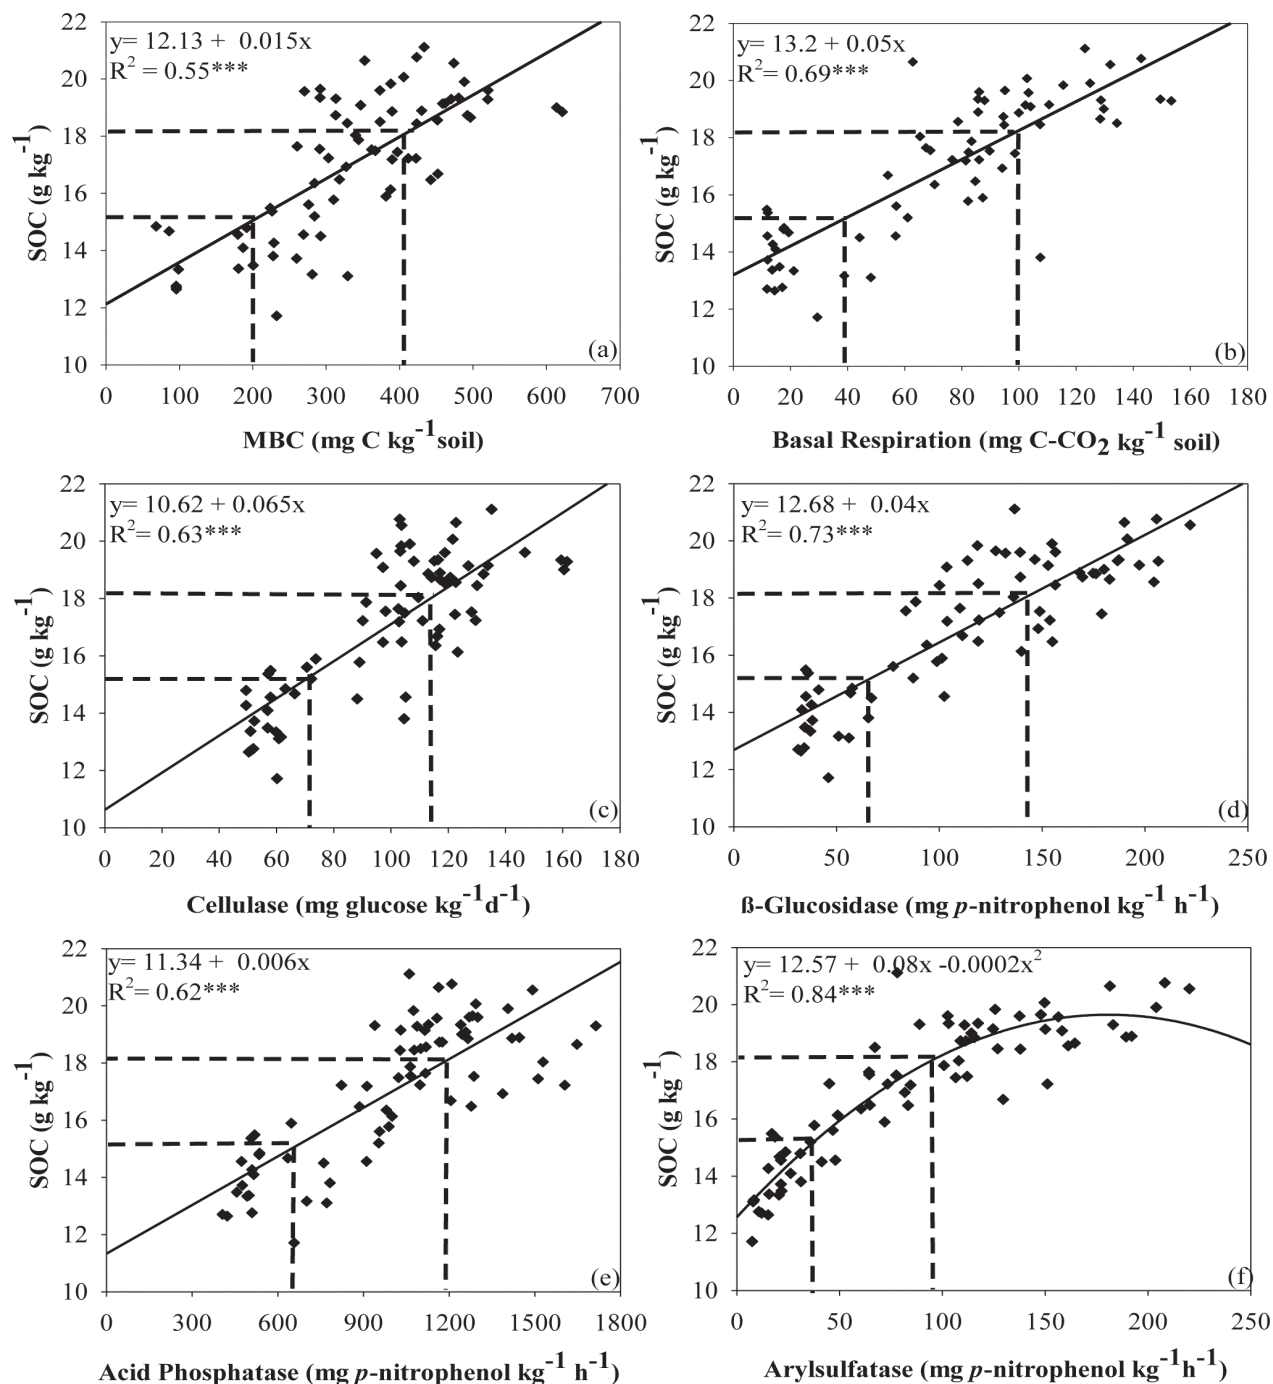 y= 12.13 + 0.015x
R² = 0.55***
SOC (g kg⁻¹)
22
20
18
16
14
12
10
0 100 200 300 400 500 600 700
(a)
MBC (mg C kg⁻¹ soil)
y= 13.2 + 0.05x
R² = 0.69***
SOC (g kg⁻¹)
22
20
18
16
14
12
10
0 20 40 60 80 100 120 140 160 180
(b)
Basal Respiration (mg C-CO₂ kg⁻¹ soil)
y= 10.62 + 0.065x
R²= 0.63***
SOC (g kg⁻¹)
22
20
18
16
14
12
10
0 20 40 60 80 100 120 140 160 180
(c)
Cellulase (mg glucose kg⁻¹d⁻¹)
y= 12.68 + 0.04x
R²= 0.73***
SOC (g kg⁻¹)
22
20
18
16
14
12
10
0 50 100 150 200 250
(d)
ß-Glucosidase (mg p-nitrophenol kg⁻¹ h⁻¹)
y= 11.34 + 0.006x
R²= 0.62***
SOC (g kg⁻¹)
22
20
18
16
14
12
10
0 300 600 900 1200 1500 1800
(e)
Acid Phosphatase (mg p-nitrophenol kg⁻¹ h⁻¹)
y= 12.57 + 0.08x -0.0002x²
R²= 0.84***
SOC (g kg⁻¹)
22
20
18
16
14
12
10
0 50 100 150 200 250
(f)
Arylsulfatase (mg p-nitrophenol kg⁻¹h⁻¹)